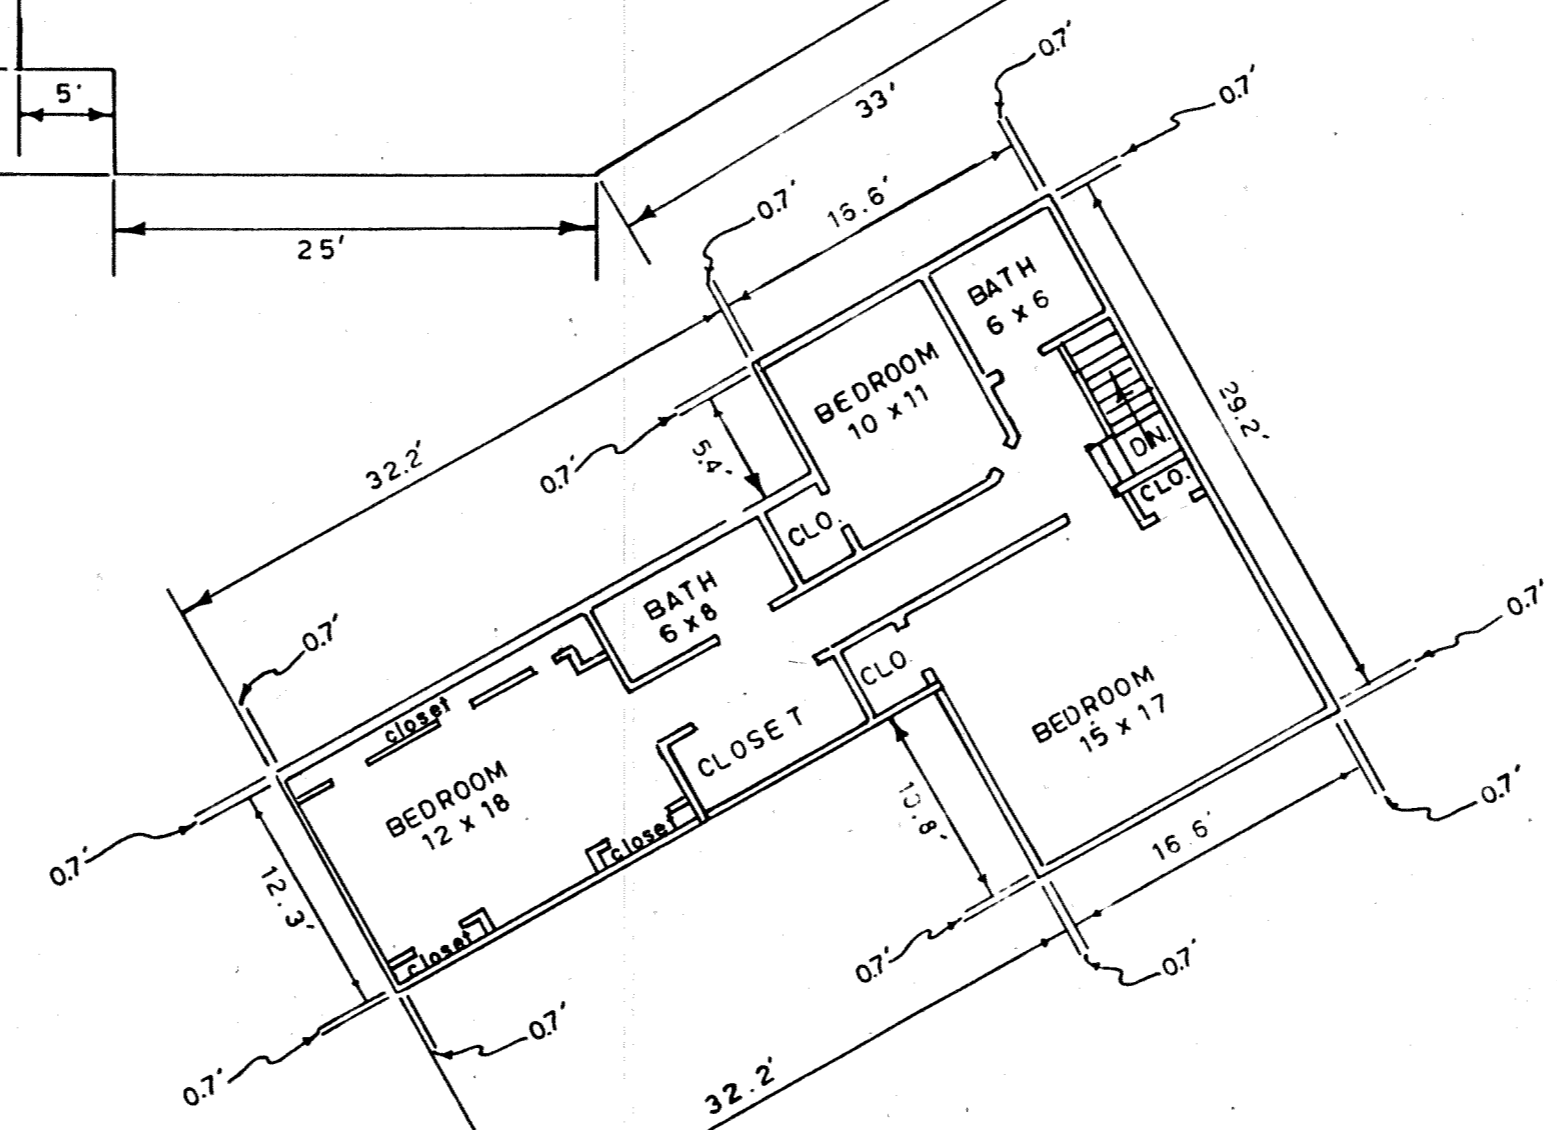 5'
25'
33'
0.7'
0.7'
0.7'
16.6'
BATH
6 x 6
BEDROOM
10 x 11
32.2'
0.7'
5.4'
29.2'
DN.
CLO.
CLO.
BATH
6 x 8
0.7'
0.7'
closet
CLO.
CLOSET
BEDROOM
15 x 17
BEDROOM
12 x 18
0.7'
12.3'
closet
closet
10.8'
16.6'
0.7'
0.7'
0.7'
0.7'
0.7'
32.2'